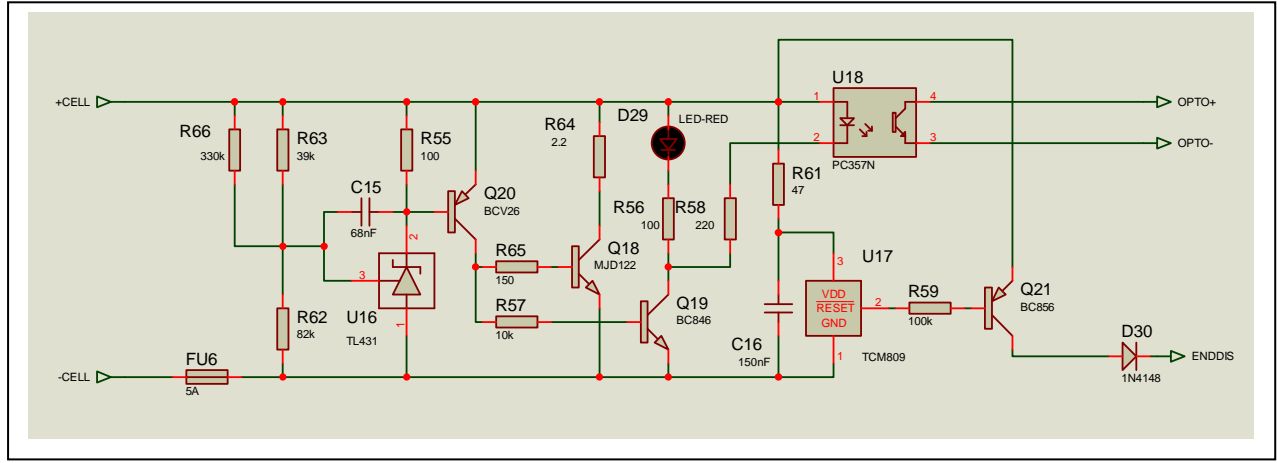 +CELL
-CELL
R66
330k
R63
39k
R55
100
C15
68nF
R62
82k
FU6
5A
3
2
1
U16
TL431
Q20
BCV26
R65
150
R57
10k
R64
2.2
Q18
MJD122
D29
LED-RED
R56
100
R58
220
Q19
BC846
U18
1
2
4
3
PC357N
OPTO+
OPTO-
R61
47
C16
150nF
U17
3
VDD
RESET
GND
2
1
TCM809
R59
100k
Q21
BC856
D30
1N4148
ENDDIS